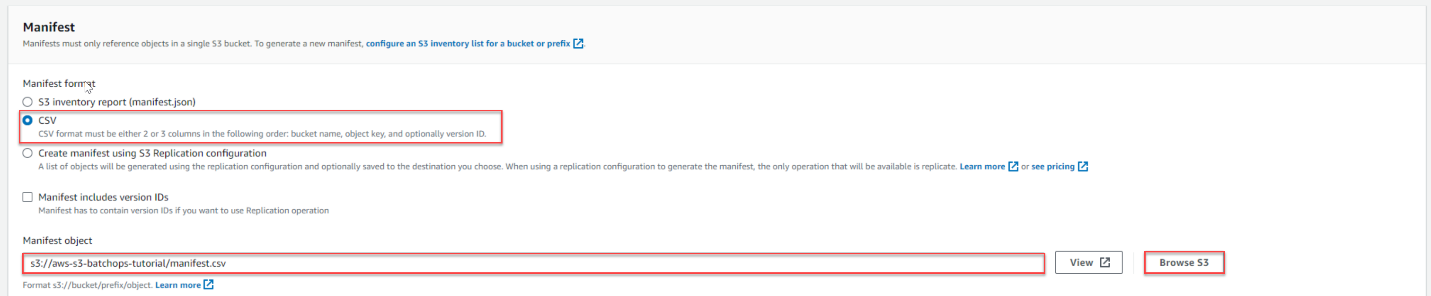 Manifest
Manifests must only reference objects in a single S3 bucket. To generate a new manifest, configure an S3 inventory list for a bucket or prefix
Manifest format
S3 inventory report (manifest.json)
CSV
CSV format must be either 2 or 3 columns in the following order: bucket name, object key, and optionally version ID.
Create manifest using S3 Replication configuration
A list of objects will be generated using the replication configuration and optionally saved to the destination you choose. When using a replication configuration to generate the manifest, the only operation that will be available is replicate. Learn more or see pricing
Manifest includes version IDs
Manifest has to contain version IDs if you want to use Replication operation
Manifest object
s3://aws-s3-batchops-tutorial/manifest.csv View Browse S3
Format s3://bucket/prefix/object. Learn more